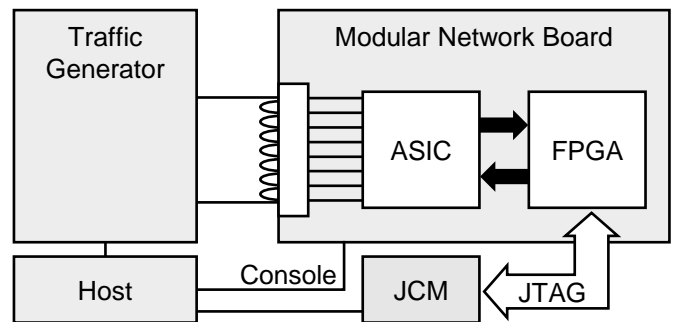 Traffic
Generator
Modular Network Board
ASIC
FPGA
Console
Host
JCM
JTAG